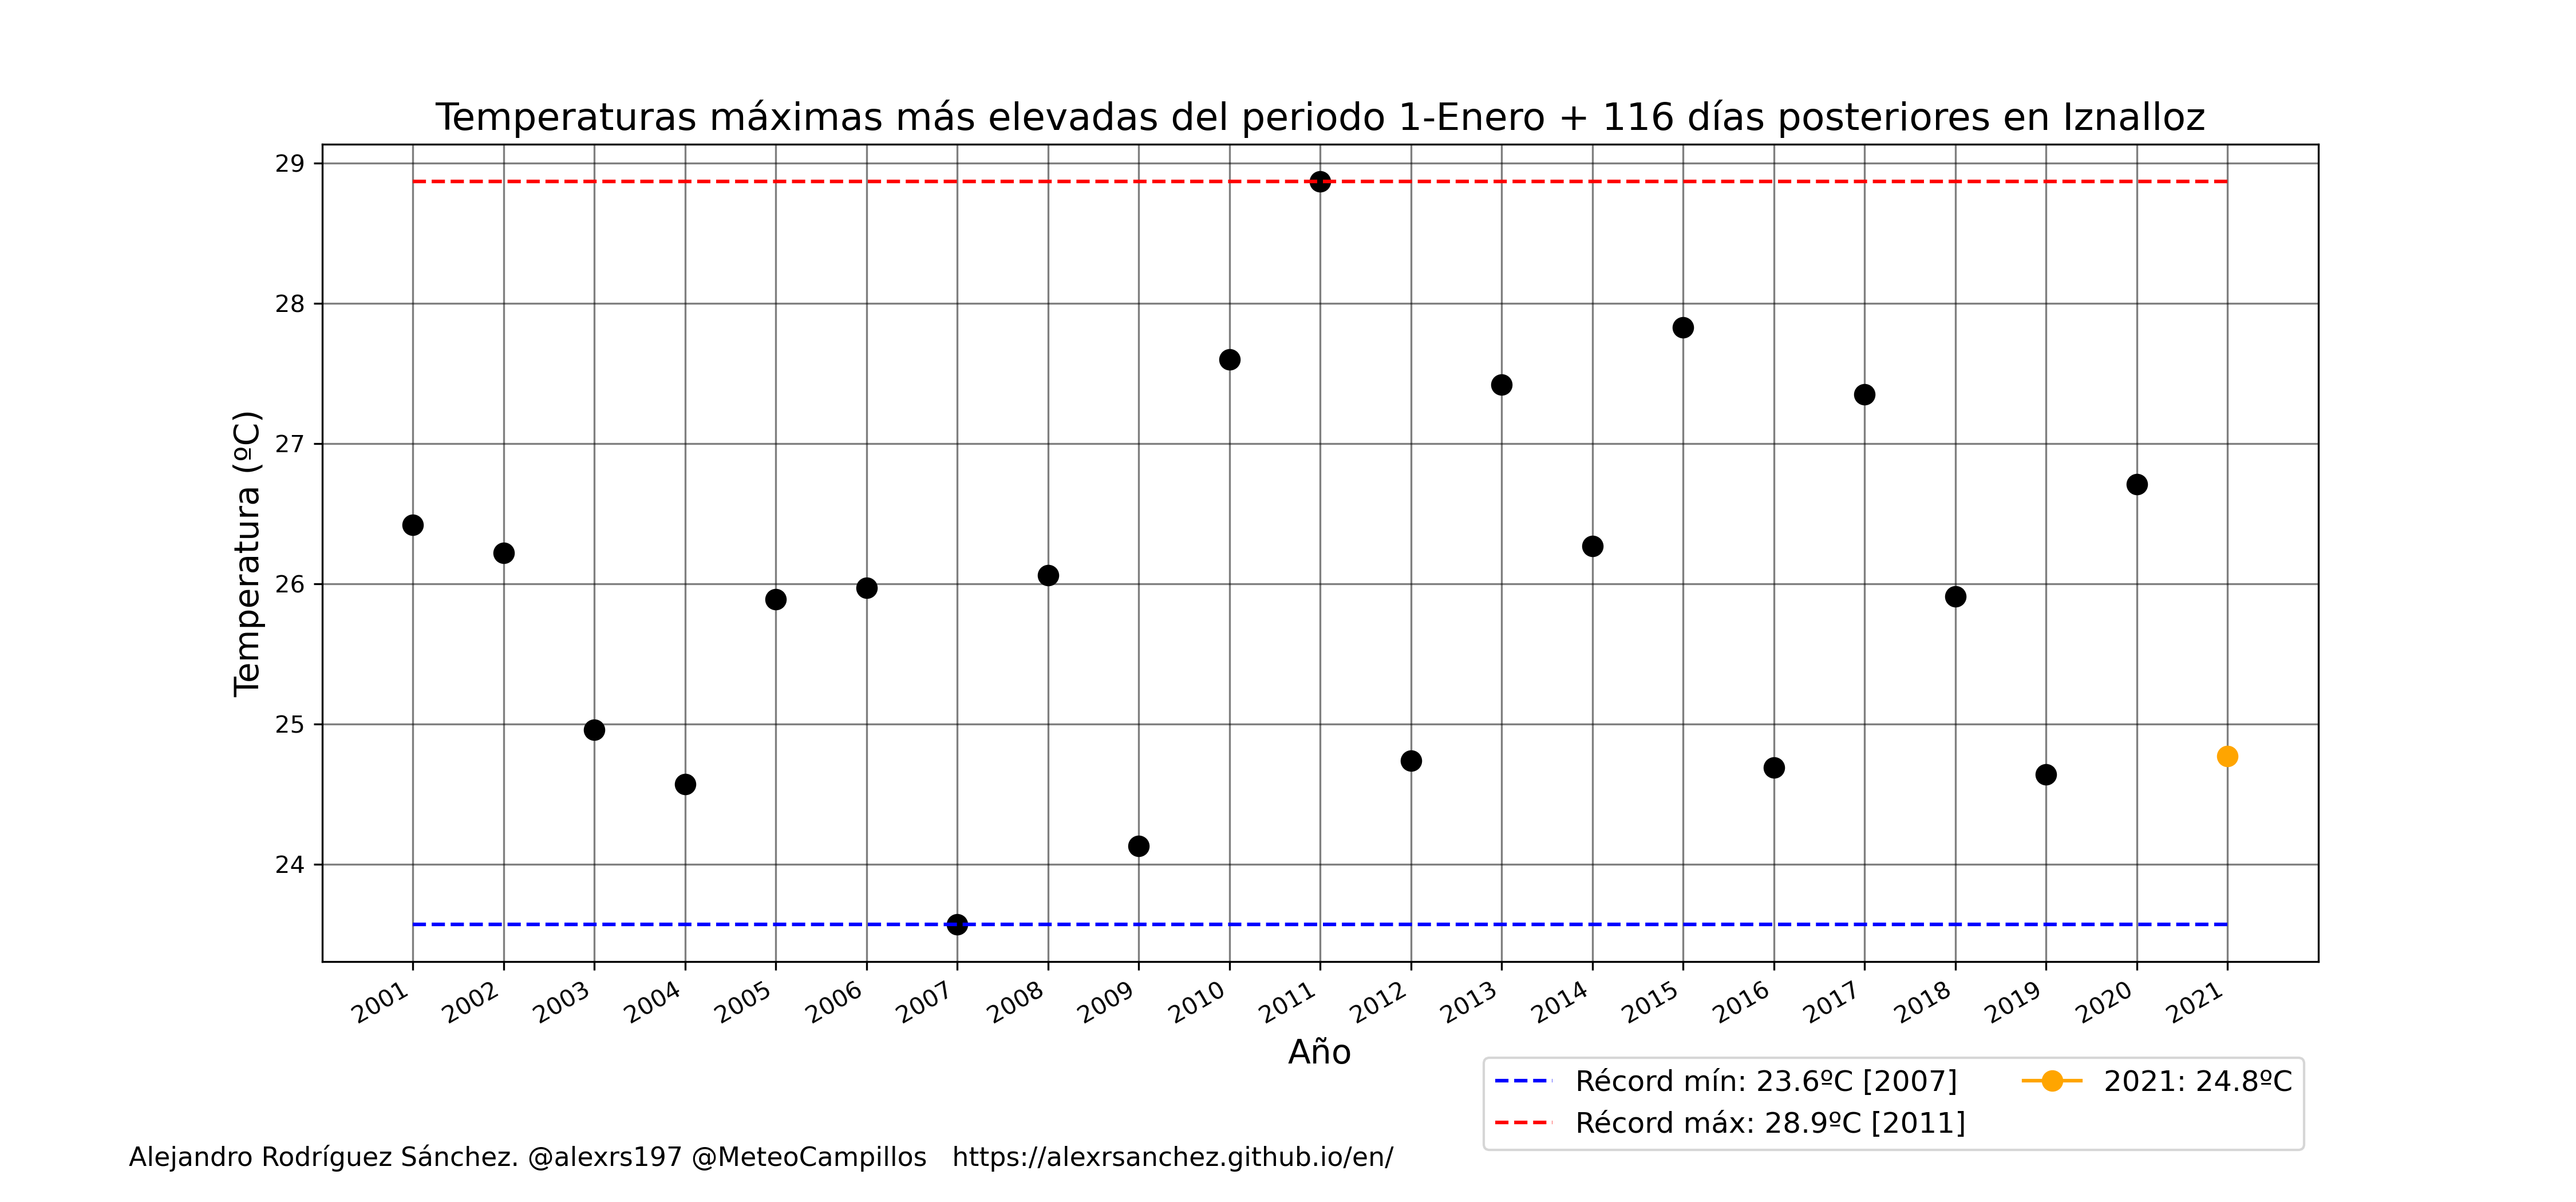 Temperaturas máximas más elevadas del periodo 1-Enero + 116 días posteriores en Iznalloz
29
28
27
26
25
24
Temperatura (ºC)
2001 2002 2003 2004 2005 2006 2007 2008 2009 2010 2011 2012 2013 2014 2015 2016 2017 2018 2019 2020 2021
Año
Récord mín: 23.6ºC [2007] 2021: 24.8ºC
Récord máx: 28.9ºC [2011]
Alejandro Rodríguez Sánchez. @alexrs197 @MeteoCampillos https://alexrsanchez.github.io/en/